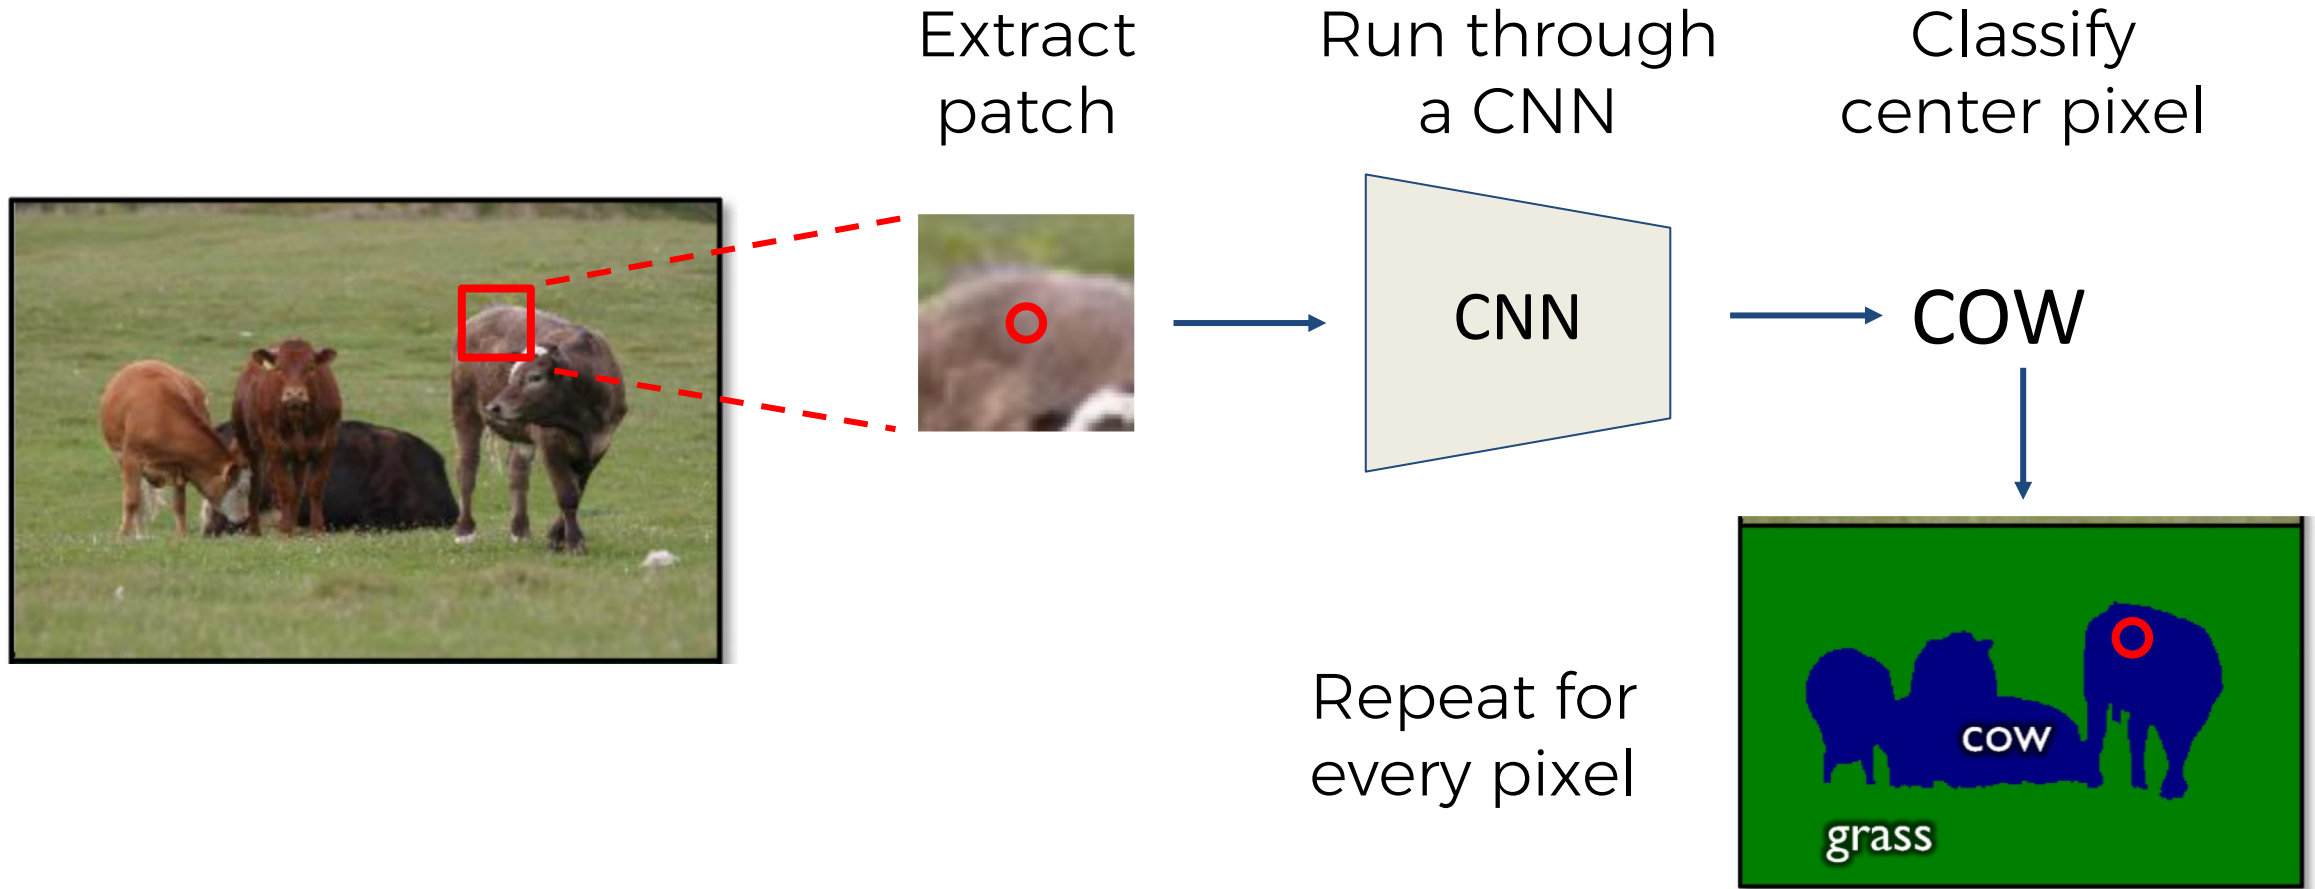 Extract
patch
Run through
a CNN
Classify
center pixel
CNN
COW
Repeat for
every pixel
cow
grass